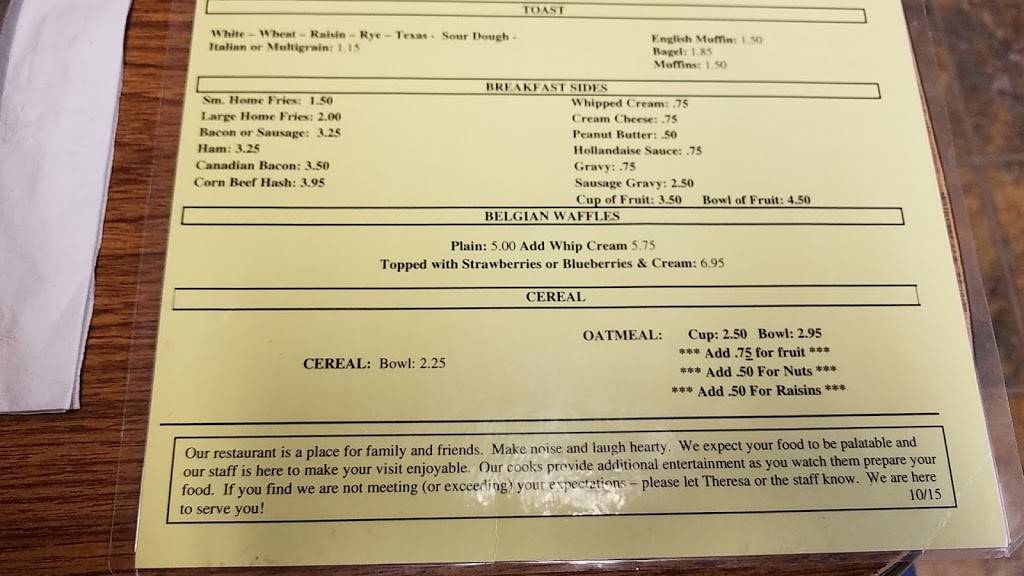 TOAST
White – Wheat – Raisin – Rye – Texas - Sour Dough -
Italian or Multigrain: 1.15
English Muffin: 1.50
Bagel: 1.85
Muffins: 1.50
BREAKFAST SIDES
Sm. Home Fries: 1.50
Large Home Fries: 2.00
Bacon or Sausage: 3.25
Ham: 3.25
Canadian Bacon: 3.50
Corn Beef Hash: 3.95
Whipped Cream: .75
Cream Cheese: .75
Peanut Butter: .50
Hollandaise Sauce: .75
Gravy: .75
Sausage Gravy: 2.50
Cup of Fruit: 3.50 Bowl of Fruit: 4.50
BELGIAN WAFFLES
Plain: 5.00 Add Whip Cream 5.75
Topped with Strawberries or Blueberries & Cream: 6.95
CEREAL
CEREAL: Bowl: 2.25
OATMEAL: Cup: 2.50 Bowl: 2.95
*** Add .75 for fruit ***
*** Add .50 For Nuts ***
*** Add .50 For Raisins ***
Our restaurant is a place for family and friends. Make noise and laugh hearty. We expect your food to be palatable and
our staff is here to make your visit enjoyable. Our cooks provide additional entertainment as you watch them prepare your
food. If you find we are not meeting (or exceeding) your expectations – please let Theresa or the staff know. We are here
to serve you!
10/15